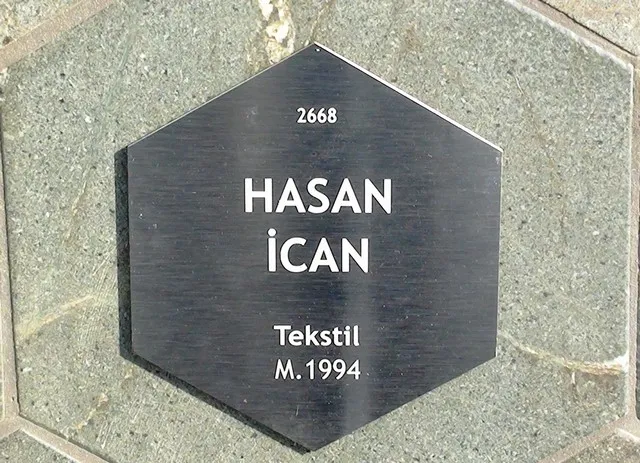 2668
HASAN
İCAN
Tekstil
M.1994